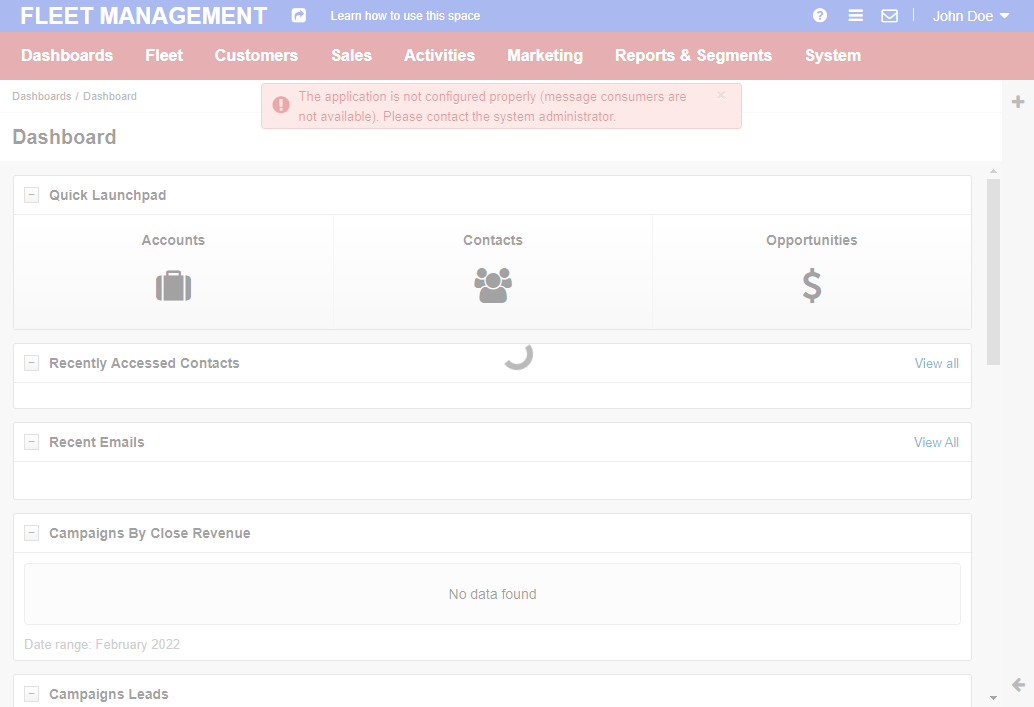 FLEET MANAGEMENT
Learn how to use this space
John Doe
Dashboards
Fleet
Customers
Sales
Activities
Marketing
Reports & Segments
System
Dashboards / Dashboard
The application is not configured properly (message consumers are
not available). Please contact the system administrator.
×
Dashboard
Quick Launchpad
Accounts
Contacts
Opportunities
Recently Accessed Contacts
View all
Recent Emails
View All
Campaigns By Close Revenue
No data found
Date range: February 2022
Campaigns Leads